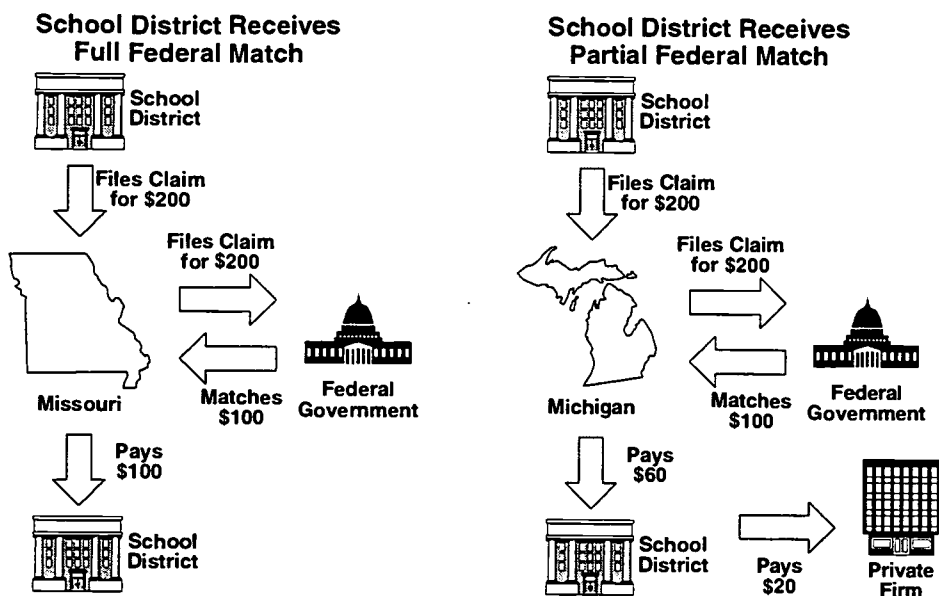 School District Receives
Full Federal Match
School
District
Files Claim
for $200
Files Claim
for $200
Missouri
Matches
$100
Federal
Government
Pays
$100
School
District
School District Receives
Partial Federal Match
School
District
Files Claim
for $200
Files Claim
for $200
Michigan
Matches
$100
Federal
Government
Pays
$60
School
District
Pays
$20
Private
Firm